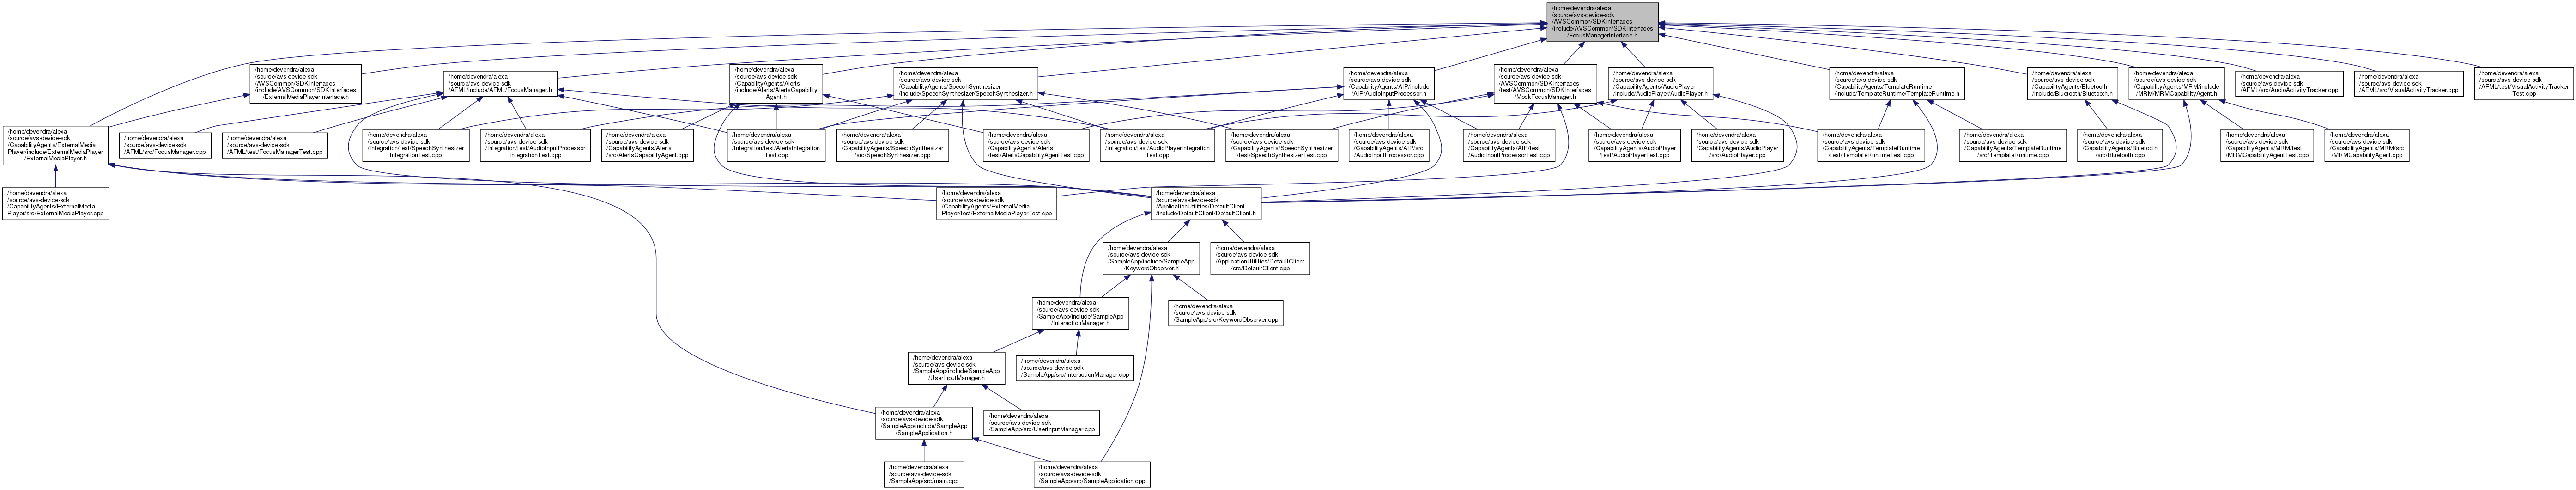 /home/devendra/alexa
/source/avs-device-sdk
/AVSCommon/SDKInterfaces
/include/AVSCommon/SDKInterfaces
/FocusManagerInterface.h
/home/devendra/alexa
/source/avs-device-sdk
/AVSCommon/SDKInterfaces
/include/AVSCommon/SDKInterfaces
/ExternalMediaPlayerInterface.h
/home/devendra/alexa
/source/avs-device-sdk
/AFML/include/AFML/FocusManager.h
/home/devendra/alexa
/source/avs-device-sdk
/CapabilityAgents/Alerts
/include/Alerts/AlertsCapability
Agent.h
/home/devendra/alexa
/source/avs-device-sdk
/CapabilityAgents/SpeechSynthesizer
/include/SpeechSynthesizer/SpeechSynthesizer.h
/home/devendra/alexa
/source/avs-device-sdk
/CapabilityAgents/AIP/include
/AIP/AudioInputProcessor.h
/home/devendra/alexa
/source/avs-device-sdk
/AVSCommon/SDKInterfaces
/test/AVSCommon/SDKInterfaces
/MockFocusManager.h
/home/devendra/alexa
/source/avs-device-sdk
/CapabilityAgents/AudioPlayer
/include/AudioPlayer/AudioPlayer.h
/home/devendra/alexa
/source/avs-device-sdk
/CapabilityAgents/TemplateRuntime
/include/TemplateRuntime/TemplateRuntime.h
/home/devendra/alexa
/source/avs-device-sdk
/CapabilityAgents/Bluetooth
/include/Bluetooth/Bluetooth.h
/home/devendra/alexa
/source/avs-device-sdk
/CapabilityAgents/MRM/include
/MRM/MRMCapabilityAgent.h
/home/devendra/alexa
/source/avs-device-sdk
/AFML/src/AudioActivityTracker.cpp
/home/devendra/alexa
/source/avs-device-sdk
/AFML/src/VisualActivityTracker.cpp
/home/devendra/alexa
/source/avs-device-sdk
/AFML/test/VisualActivityTracker
Test.cpp
/home/devendra/alexa
/source/avs-device-sdk
/CapabilityAgents/ExternalMedia
Player/include/ExternalMediaPlayer
/ExternalMediaPlayer.h
/home/devendra/alexa
/source/avs-device-sdk
/AFML/src/FocusManager.cpp
/home/devendra/alexa
/source/avs-device-sdk
/AFML/test/FocusManagerTest.cpp
/home/devendra/alexa
/source/avs-device-sdk
/Integration/test/SpeechSynthesizer
IntegrationTest.cpp
/home/devendra/alexa
/source/avs-device-sdk
/Integration/test/AudioInputProcessor
IntegrationTest.cpp
/home/devendra/alexa
/source/avs-device-sdk
/CapabilityAgents/Alerts
/src/AlertsCapabilityAgent.cpp
/home/devendra/alexa
/source/avs-device-sdk
/Integration/test/AlertsIntegration
Test.cpp
/home/devendra/alexa
/source/avs-device-sdk
/CapabilityAgents/SpeechSynthesizer
/src/SpeechSynthesizer.cpp
/home/devendra/alexa
/source/avs-device-sdk
/CapabilityAgents/Alerts
/test/AlertsCapabilityAgentTest.cpp
/home/devendra/alexa
/source/avs-device-sdk
/Integration/test/AudioPlayerIntegration
Test.cpp
/home/devendra/alexa
/source/avs-device-sdk
/CapabilityAgents/SpeechSynthesizer
/test/SpeechSynthesizerTest.cpp
/home/devendra/alexa
/source/avs-device-sdk
/CapabilityAgents/AIP/src
/AudioInputProcessor.cpp
/home/devendra/alexa
/source/avs-device-sdk
/CapabilityAgents/AIP/test
/AudioInputProcessorTest.cpp
/home/devendra/alexa
/source/avs-device-sdk
/CapabilityAgents/AudioPlayer
/test/AudioPlayerTest.cpp
/home/devendra/alexa
/source/avs-device-sdk
/CapabilityAgents/AudioPlayer
/src/AudioPlayer.cpp
/home/devendra/alexa
/source/avs-device-sdk
/CapabilityAgents/TemplateRuntime
/test/TemplateRuntimeTest.cpp
/home/devendra/alexa
/source/avs-device-sdk
/CapabilityAgents/TemplateRuntime
/src/TemplateRuntime.cpp
/home/devendra/alexa
/source/avs-device-sdk
/CapabilityAgents/Bluetooth
/src/Bluetooth.cpp
/home/devendra/alexa
/source/avs-device-sdk
/CapabilityAgents/MRM/test
/MRMCapabilityAgentTest.cpp
/home/devendra/alexa
/source/avs-device-sdk
/CapabilityAgents/MRM/src
/MRMCapabilityAgent.cpp
/home/devendra/alexa
/source/avs-device-sdk
/CapabilityAgents/ExternalMedia
Player/src/ExternalMediaPlayer.cpp
/home/devendra/alexa
/source/avs-device-sdk
/CapabilityAgents/ExternalMedia
Player/test/ExternalMediaPlayerTest.cpp
/home/devendra/alexa
/source/avs-device-sdk
/ApplicationUtilities/DefaultClient
/include/DefaultClient/DefaultClient.h
/home/devendra/alexa
/source/avs-device-sdk
/SampleApp/include/SampleApp
/KeywordObserver.h
/home/devendra/alexa
/source/avs-device-sdk
/ApplicationUtilities/DefaultClient
/src/DefaultClient.cpp
/home/devendra/alexa
/source/avs-device-sdk
/SampleApp/include/SampleApp
/InteractionManager.h
/home/devendra/alexa
/source/avs-device-sdk
/SampleApp/src/KeywordObserver.cpp
/home/devendra/alexa
/source/avs-device-sdk
/SampleApp/include/SampleApp
/UserInputManager.h
/home/devendra/alexa
/source/avs-device-sdk
/SampleApp/src/InteractionManager.cpp
/home/devendra/alexa
/source/avs-device-sdk
/SampleApp/include/SampleApp
/SampleApplication.h
/home/devendra/alexa
/source/avs-device-sdk
/SampleApp/src/UserInputManager.cpp
/home/devendra/alexa
/source/avs-device-sdk
/SampleApp/src/main.cpp
/home/devendra/alexa
/source/avs-device-sdk
/SampleApp/src/SampleApplication.cpp